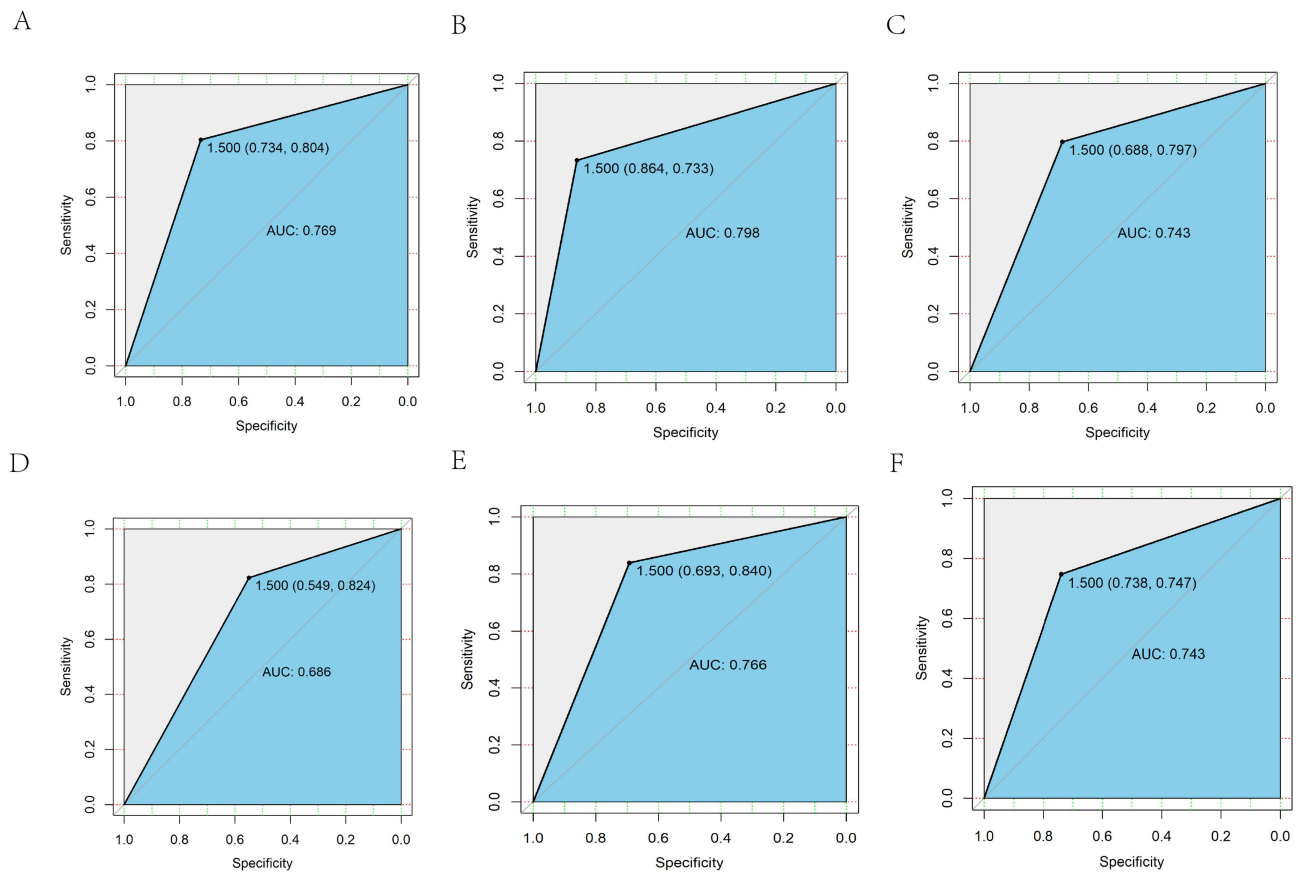 A
B
C
1.0
0.8
0.6
0.4
0.2
0.0
Sensitivity
1.500 (0.734, 0.804)
AUC: 0.769
1.0 0.8 0.6 0.4 0.2 0.0
Specificity
1.0
0.8
0.6
0.4
0.2
0.0
Sensitivity
1.500 (0.864, 0.733)
AUC: 0.798
1.0 0.8 0.6 0.4 0.2 0.0
Specificity
1.0
0.8
0.6
0.4
0.2
0.0
Sensitivity
1.500 (0.688, 0.797)
AUC: 0.743
1.0 0.8 0.6 0.4 0.2 0.0
Specificity
D
E
F
1.0
0.8
0.6
0.4
0.2
0.0
Sensitivity
1.500 (0.549, 0.824)
AUC: 0.686
1.0 0.8 0.6 0.4 0.2 0.0
Specificity
1.0
0.8
0.6
0.4
0.2
0.0
Sensitivity
1.500 (0.693, 0.840)
AUC: 0.766
1.0 0.8 0.6 0.4 0.2 0.0
Specificity
1.0
0.8
0.6
0.4
0.2
0.0
Sensitivity
1.500 (0.738, 0.747)
AUC: 0.743
1.0 0.8 0.6 0.4 0.2 0.0
Specificity